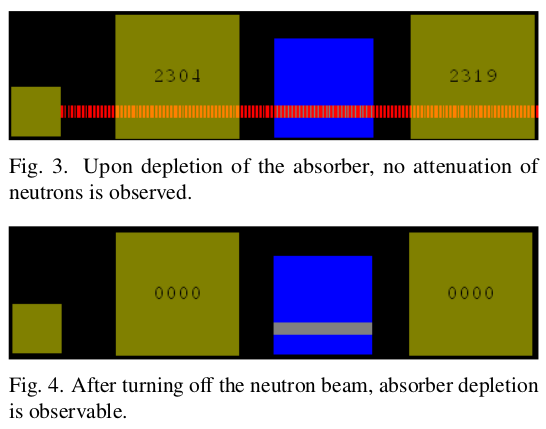 2304
2319
Fig. 3. Upon depletion of the absorber, no attenuation of
neutrons is observed.
0000
0000
Fig. 4. After turning off the neutron beam, absorber depletion
is observable.